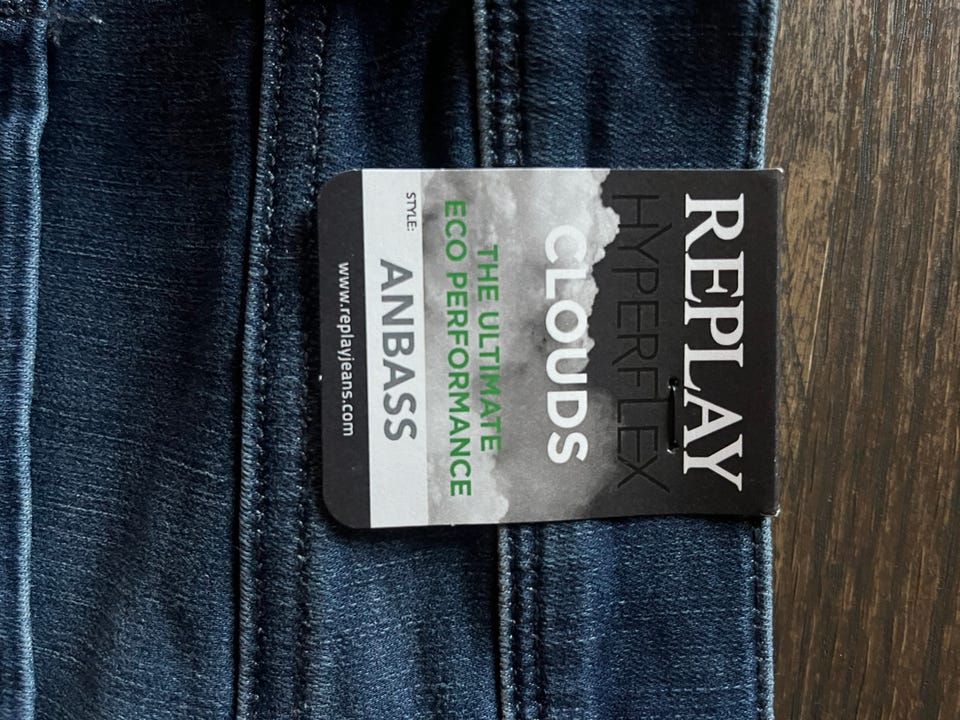 REPLAY
HYPERFLEX
CLOUDS
THE ULTIMATE
ECO PERFORMANCE
STYLE: ANBASS
www.replayjeans.com